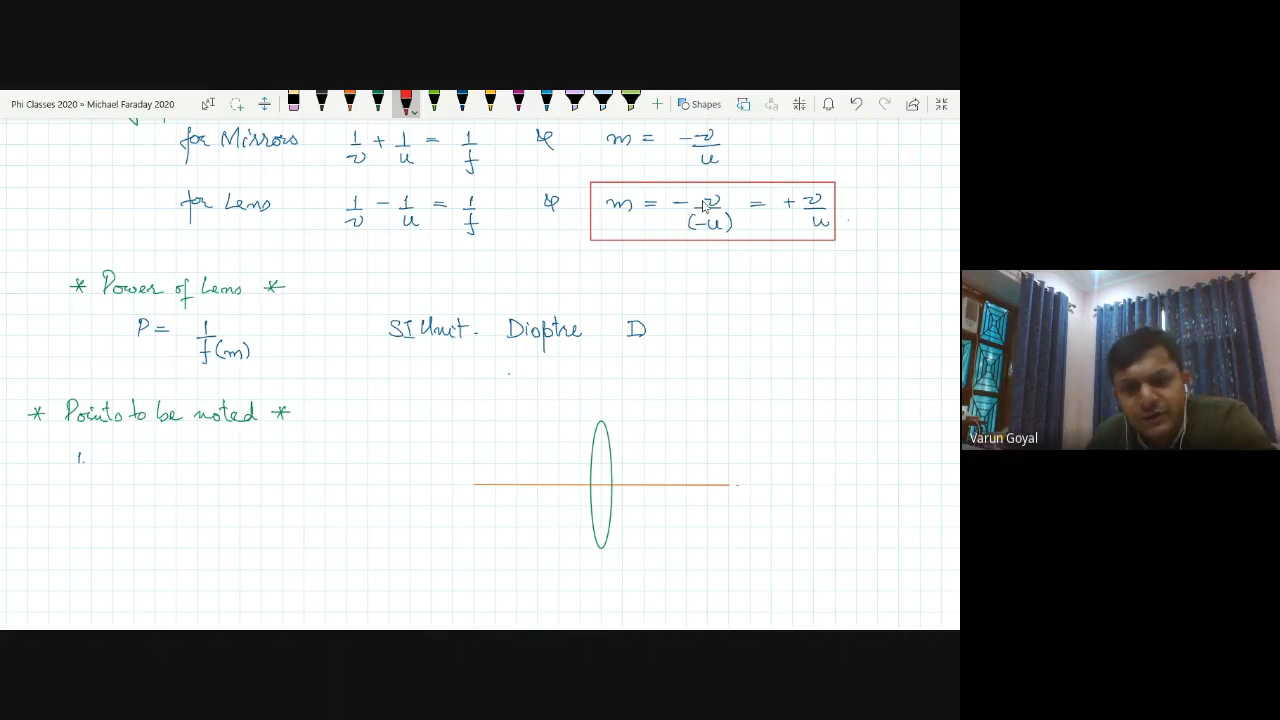 Phi Classes 2020 » Michael Faraday 2020
Shapes
for Mirrors 1/v + 1/u = 1/f & m = -v/u
for Lens 1/v - 1/u = 1/f & m = -v/(-u) = +v/u
* Power of Lens *
P = 1/f(m) SI Unit - Dioptre D
* Points to be noted *
1.
Varun Goyal